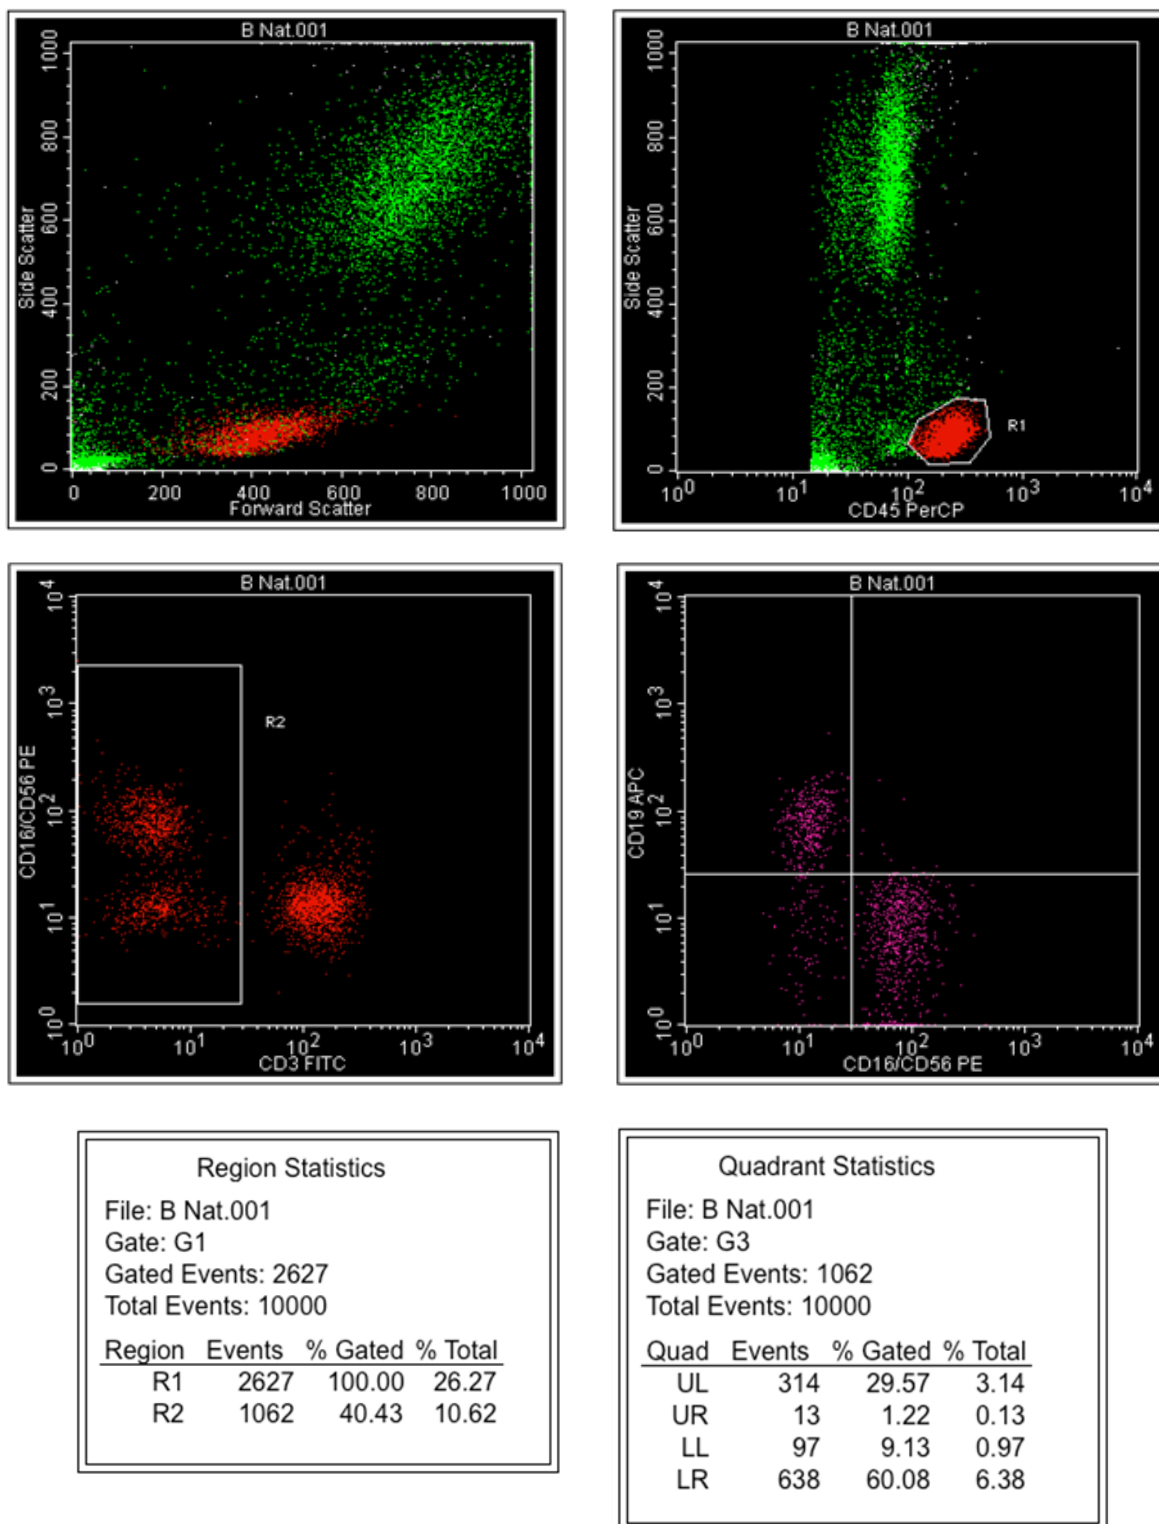 B Nat.001
1000
800
600
400
200
0
Side Scatter
0 200 400 600 800 1000
Forward Scatter
B Nat.001
1000
800
600
400
200
0
Side Scatter
R1
10^0 10^1 10^2 10^3 10^4
CD45 PerCP
B Nat.001
10^4
10^3
10^2
10^1
10^0
CD16/CD56 PE
R2
10^0 10^1 10^2 10^3 10^4
CD3 FITC
B Nat.001
10^4
10^3
10^2
10^1
10^0
CD19 APC
10^0 10^1 10^2 10^3 10^4
CD16/CD56 PE
Region Statistics
File: B Nat.001
Gate: G1
Gated Events: 2627
Total Events: 10000
Region Events % Gated % Total
R1 2627 100.00 26.27
R2 1062 40.43 10.62
Quadrant Statistics
File: B Nat.001
Gate: G3
Gated Events: 1062
Total Events: 10000
Quad Events % Gated % Total
UL 314 29.57 3.14
UR 13 1.22 0.13
LL 97 9.13 0.97
LR 638 60.08 6.38